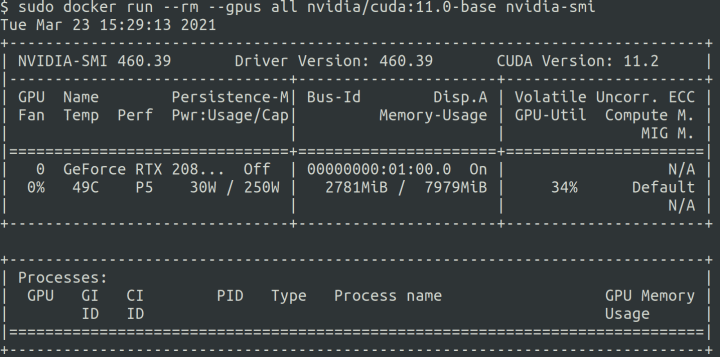 $ sudo docker run --rm --gpus all nvidia/cuda:11.0-base nvidia-smi
Tue Mar 23 15:29:13 2021
+-----------------------------------------------------------------------------+
| NVIDIA-SMI 460.39       Driver Version: 460.39       CUDA Version: 11.2     |
|-------------------------------+----------------------+----------------------+
| GPU  Name        Persistence-M| Bus-Id        Disp.A | Volatile Uncorr. ECC |
| Fan  Temp  Perf  Pwr:Usage/Cap|         Memory-Usage | GPU-Util  Compute M. |
|                               |                      |               MIG M. |
|===============================+======================+======================|
|   0  GeForce RTX 208...  Off  | 00000000:01:00.0  On |                  N/A |
|  0%   49C    P5    30W / 250W |   2781MiB /  7979MiB |     34%      Default |
|                               |                      |                  N/A |
+-------------------------------+----------------------+----------------------+

+-----------------------------------------------------------------------------+
| Processes:                                                                  |
|  GPU   GI   CI        PID   Type   Process name                  GPU Memory |
|        ID   ID                                                   Usage      |
|=============================================================================|
+-----------------------------------------------------------------------------+